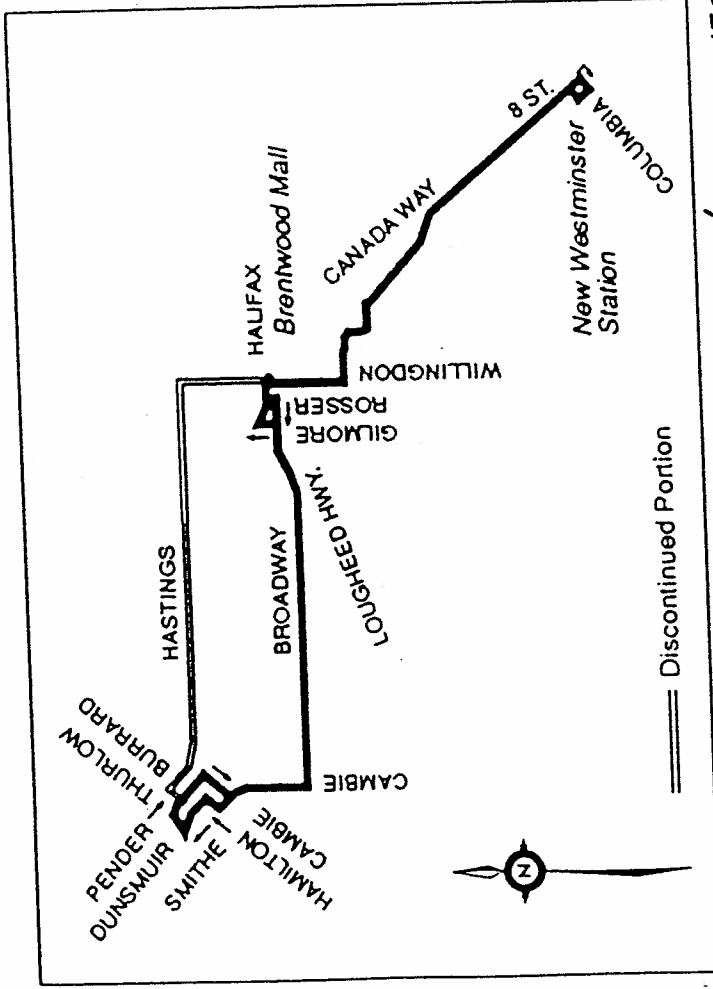 PENDER
DUNSMUIR
SMITHE
THURLOW
BURRARD
HAMILTON
CAMBIE
CAMBIE
HASTINGS
BROADWAY
LOUGHEED HWY.
HALIFAX
Brentwood Mall
ROSSER
GILMORE
WILLINGDON
CANADA WAY
8 ST.
COLUMBIA
New Westminster
Station
N
Discontinued Portion